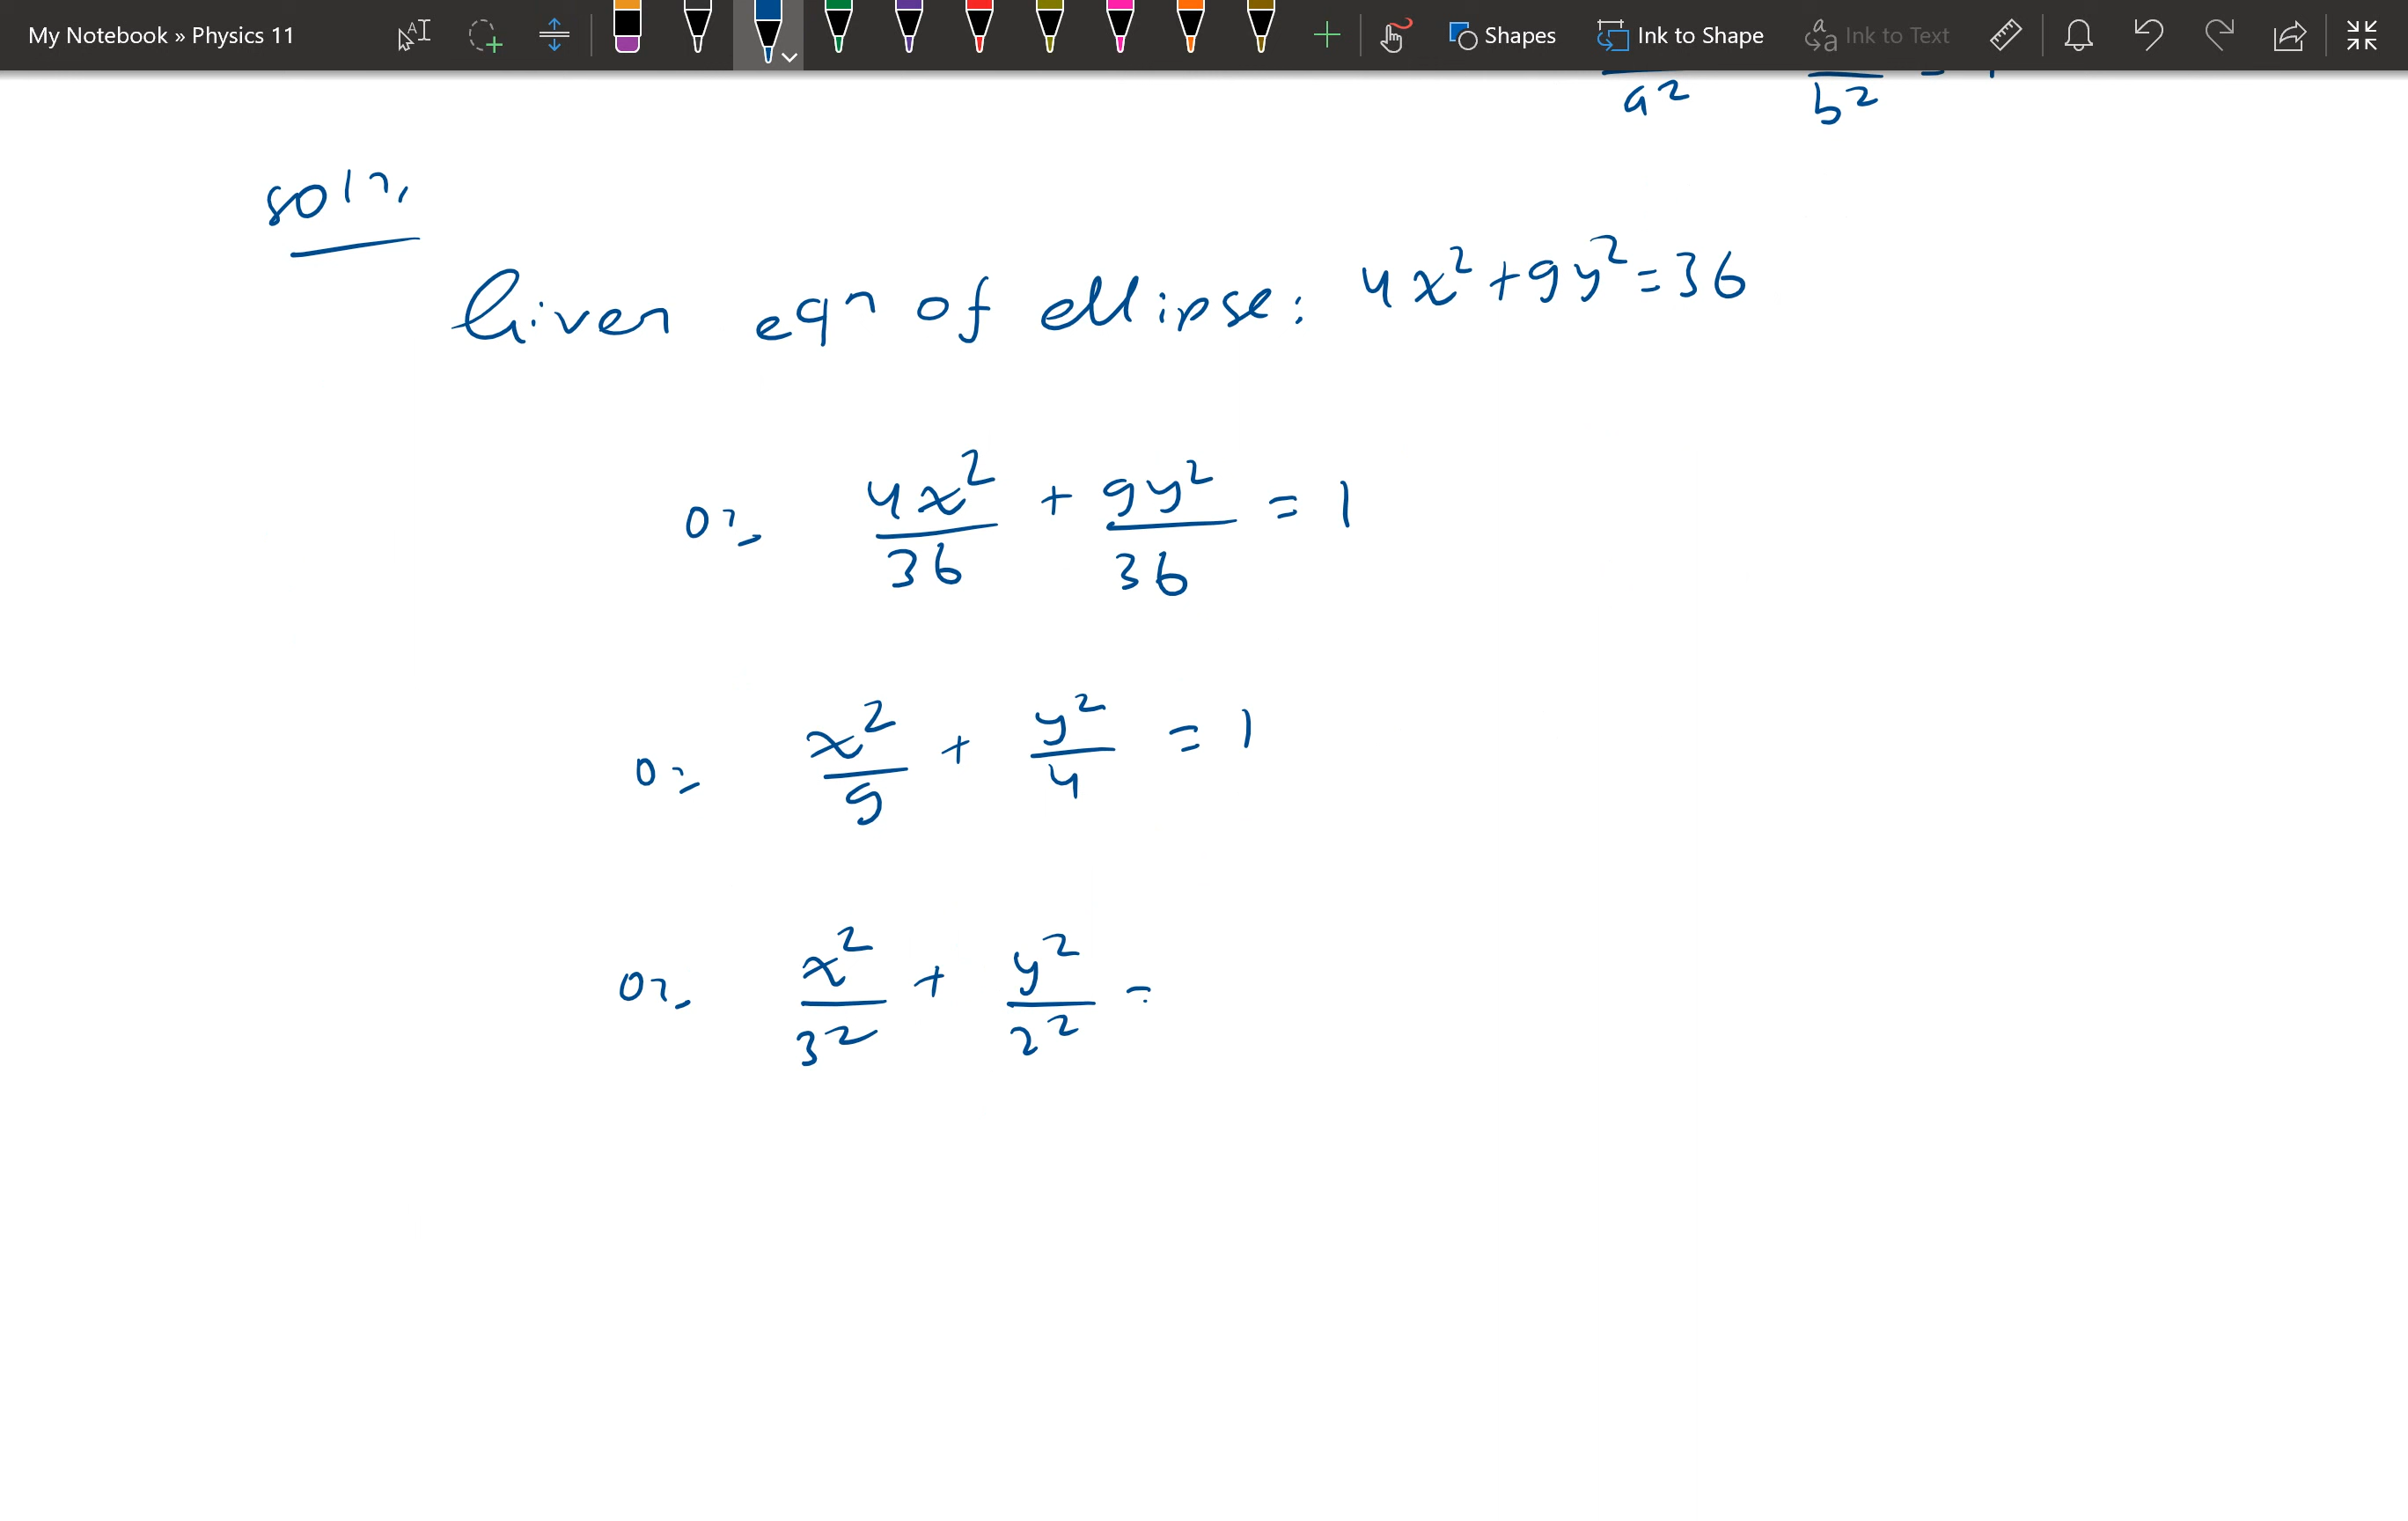 My Notebook » Physics 11
Shapes
Ink to Shape
Ink to Text
a² b² = 1
Soln.
Given eqn of ellipse: 4x²+9y²=36
or, 4x²/36 + 9y²/36 = 1
or, x²/9 + y²/4 = 1
or, x²/3² + y²/2² =